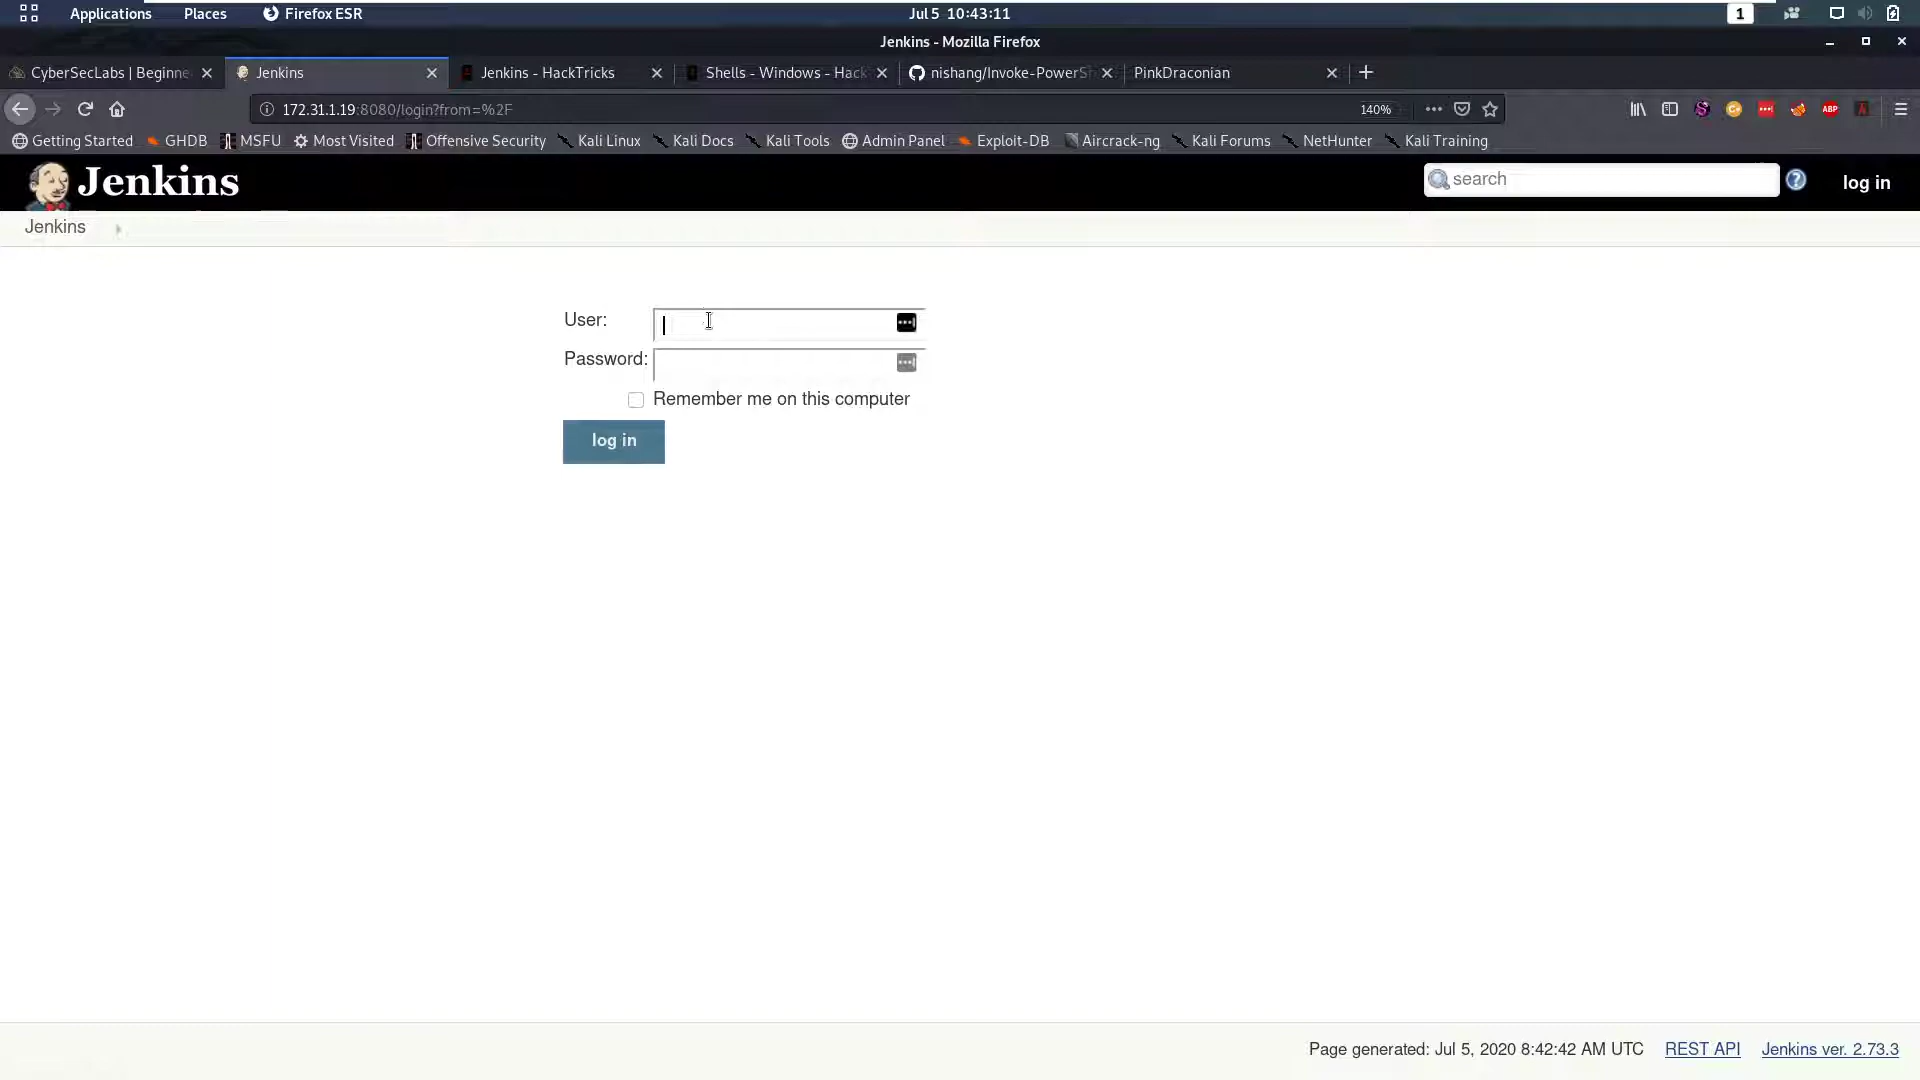 Applications Places Firefox ESR Jul 5 10:43:11 1
Jenkins - Mozilla Firefox
CyberSecLabs | Beginne Jenkins Jenkins - HackTricks Shells - Windows - Hack nishang/Invoke-PowerS PinkDraconian
172.31.1.19:8080/login?from=%2F 140% ABP
Getting Started GHDB MSFU Most Visited Offensive Security Kali Linux Kali Docs Kali Tools Admin Panel Exploit-DB Aircrack-ng Kali Forums NetHunter Kali Training
Jenkins search log in
Jenkins
User:
Password:
Remember me on this computer
log in
Page generated: Jul 5, 2020 8:42:42 AM UTC REST API Jenkins ver. 2.73.3